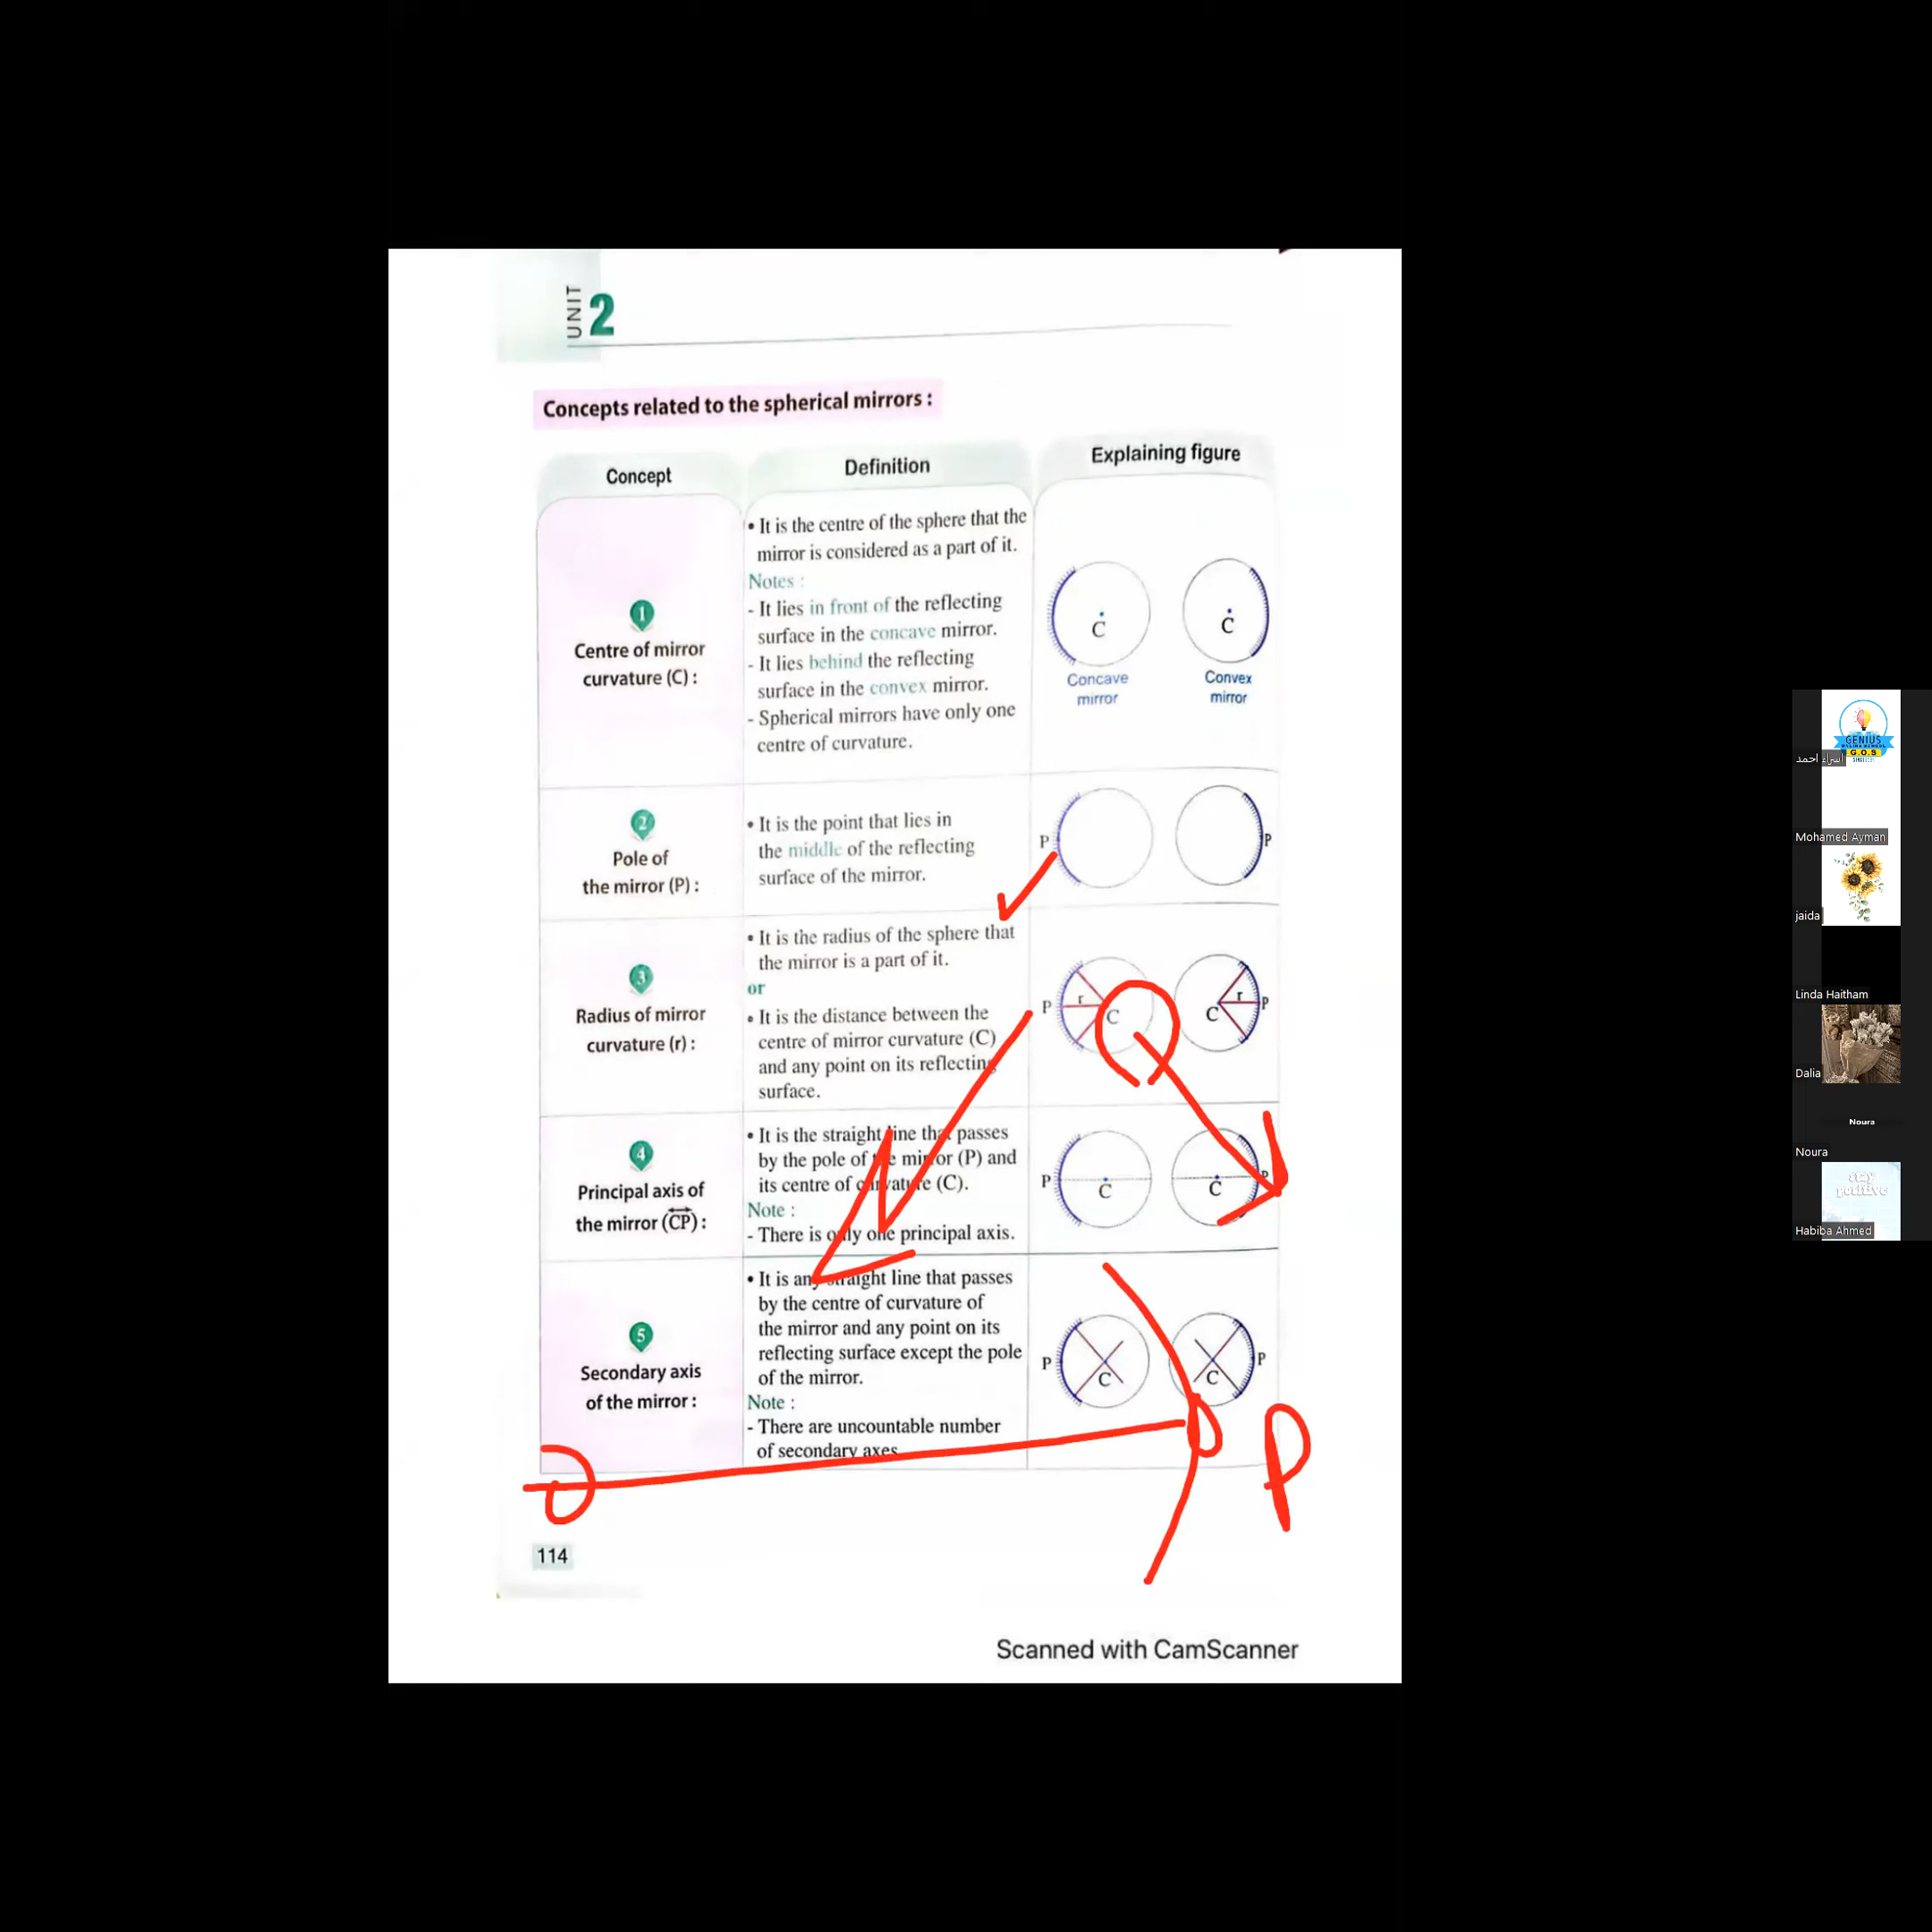 UNIT 2
Concepts related to the spherical mirrors :
Concept
Definition
Explaining figure
1
Centre of mirror
curvature (C) :
• It is the centre of the sphere that the
mirror is considered as a part of it.
Notes :
- It lies in front of the reflecting
surface in the concave mirror.
- It lies behind the reflecting
surface in the convex mirror.
- Spherical mirrors have only one
centre of curvature.
C
C
Concave
mirror
Convex
mirror
2
Pole of
the mirror (P) :
• It is the point that lies in
the middle of the reflecting
surface of the mirror.
P
P
3
Radius of mirror
curvature (r) :
• It is the radius of the sphere that
the mirror is a part of it.
or
• It is the distance between the
centre of mirror curvature (C)
and any point on its reflecting
surface.
P r C
C r P
4
Principal axis of
the mirror (CP) :
• It is the straight line that passes
by the pole of the mirror (P) and
its centre of curvature (C).
Note :
- There is only one principal axis.
P C
C P
5
Secondary axis
of the mirror :
• It is any straight line that passes
by the centre of curvature of
the mirror and any point on its
reflecting surface except the pole
of the mirror.
Note :
- There are uncountable number
of secondary axes
P C
C P
P
114
Scanned with CamScanner
GENIUS
G.O.S
اسراء احمد
Mohamed Ayman
jaida
Linda Haitham
Dalia
Noura
Noura
stay
positive
Habiba Ahmed